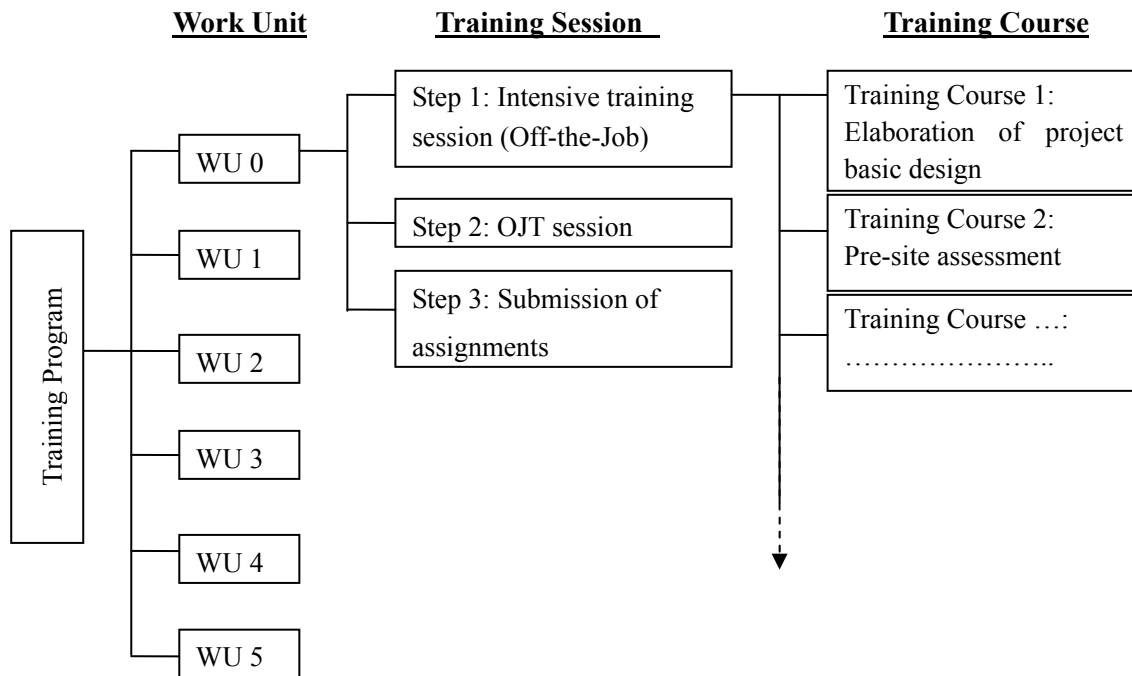 Work Unit
Training Session
Training Course
Training Program
WU 0
WU 1
WU 2
WU 3
WU 4
WU 5
Step 1: Intensive training
session (Off-the-Job)
Step 2: OJT session
Step 3: Submission of
assignments
Training Course 1:
Elaboration of project
basic design
Training Course 2:
Pre-site assessment
Training Course …:
…………………..